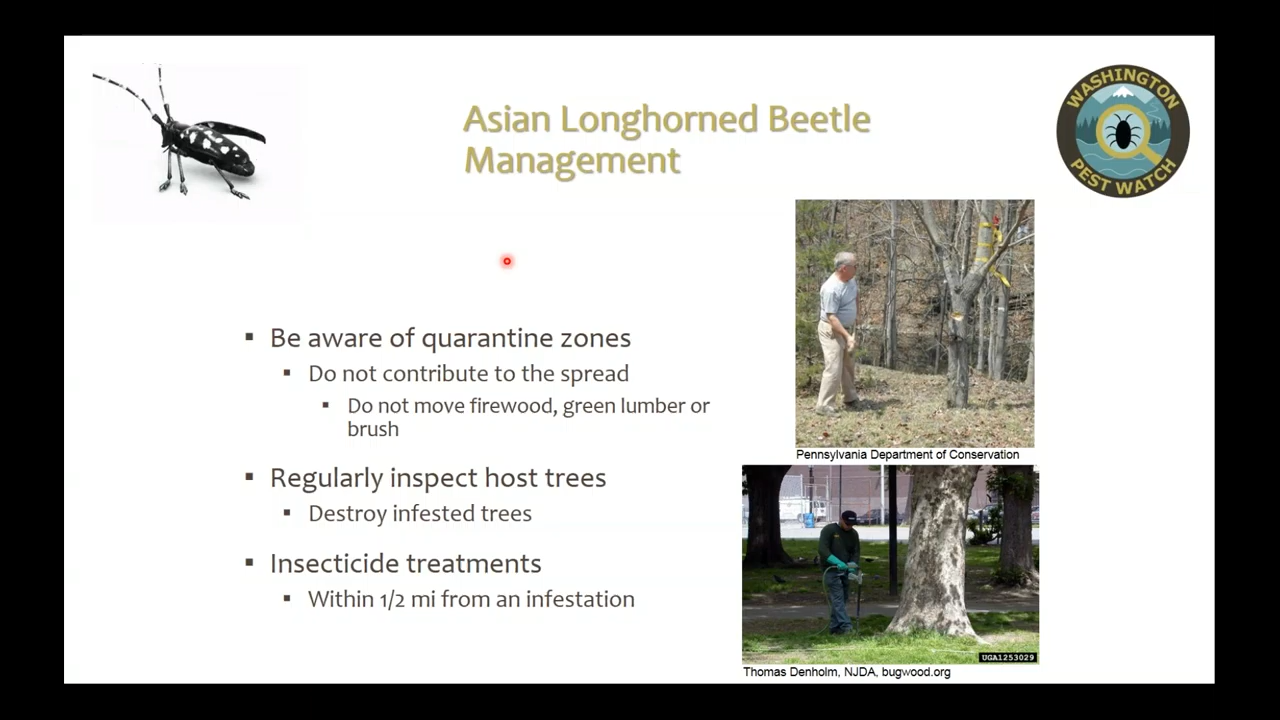 Asian Longhorned Beetle
Management
WASHINGTON
PEST WATCH
▪ Be aware of quarantine zones
▪ Do not contribute to the spread
▪ Do not move firewood, green lumber or
brush
▪ Regularly inspect host trees
▪ Destroy infested trees
▪ Insecticide treatments
▪ Within 1/2 mi from an infestation
Pennsylvania Department of Conservation
UGA1253029
Thomas Denholm, NJDA, bugwood.org